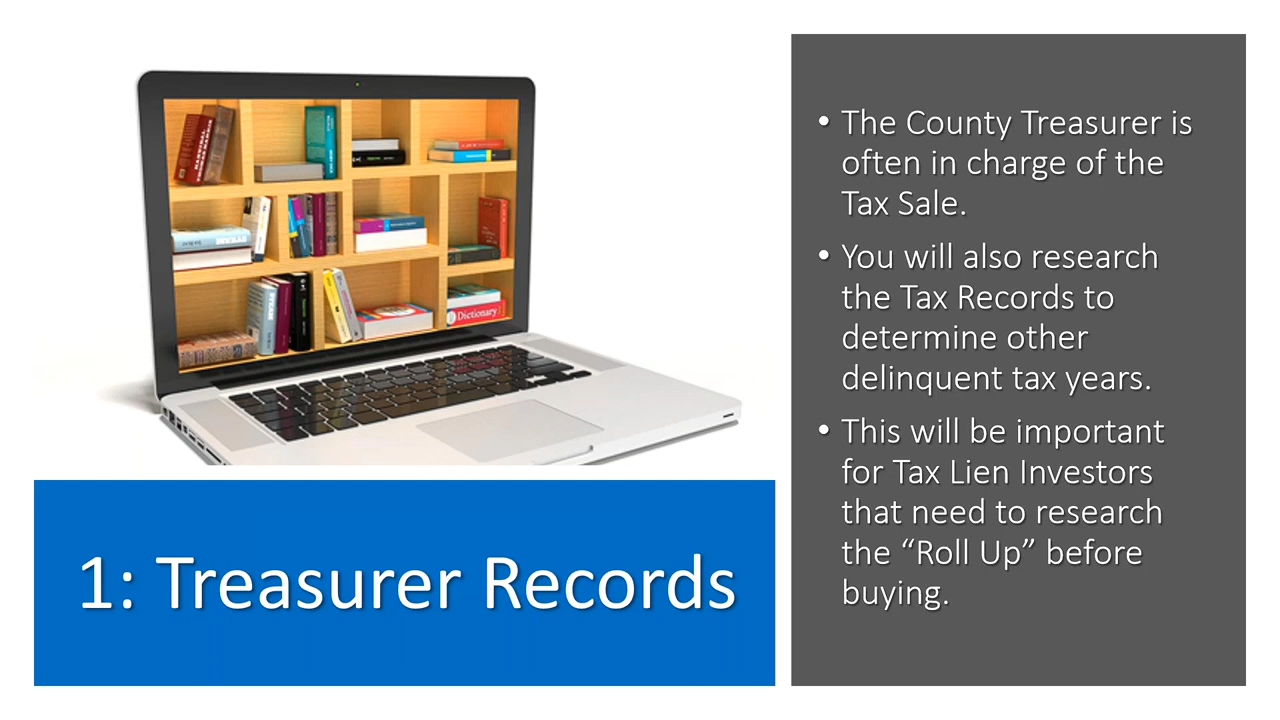 Dictionary
1: Treasurer Records
• The County Treasurer is
often in charge of the
Tax Sale.
• You will also research
the Tax Records to
determine other
delinquent tax years.
• This will be important
for Tax Lien Investors
that need to research
the “Roll Up” before
buying.